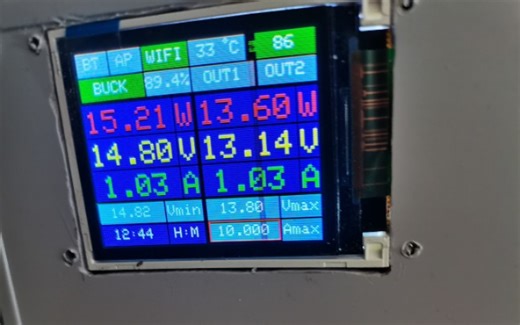 BT AP WIFI 33 °C 86
BUCK 89.4% OUT1 OUT2
15.21 W 13.60 W
14.80 V 13.14 V
1.03 A 1.03 A
14.82 Vmin 13.80 Vmax
12:44 H:M 10.000 Amax